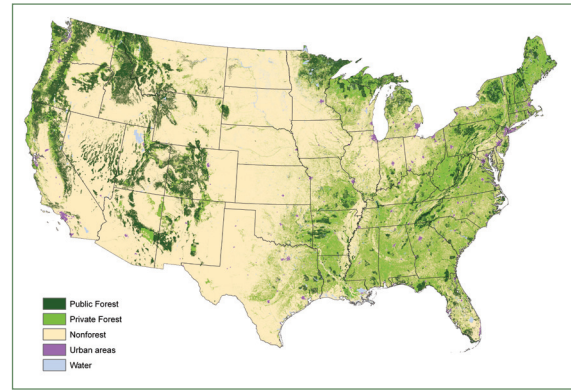 Public Forest
Private Forest
Nonforest
Urban areas
Water